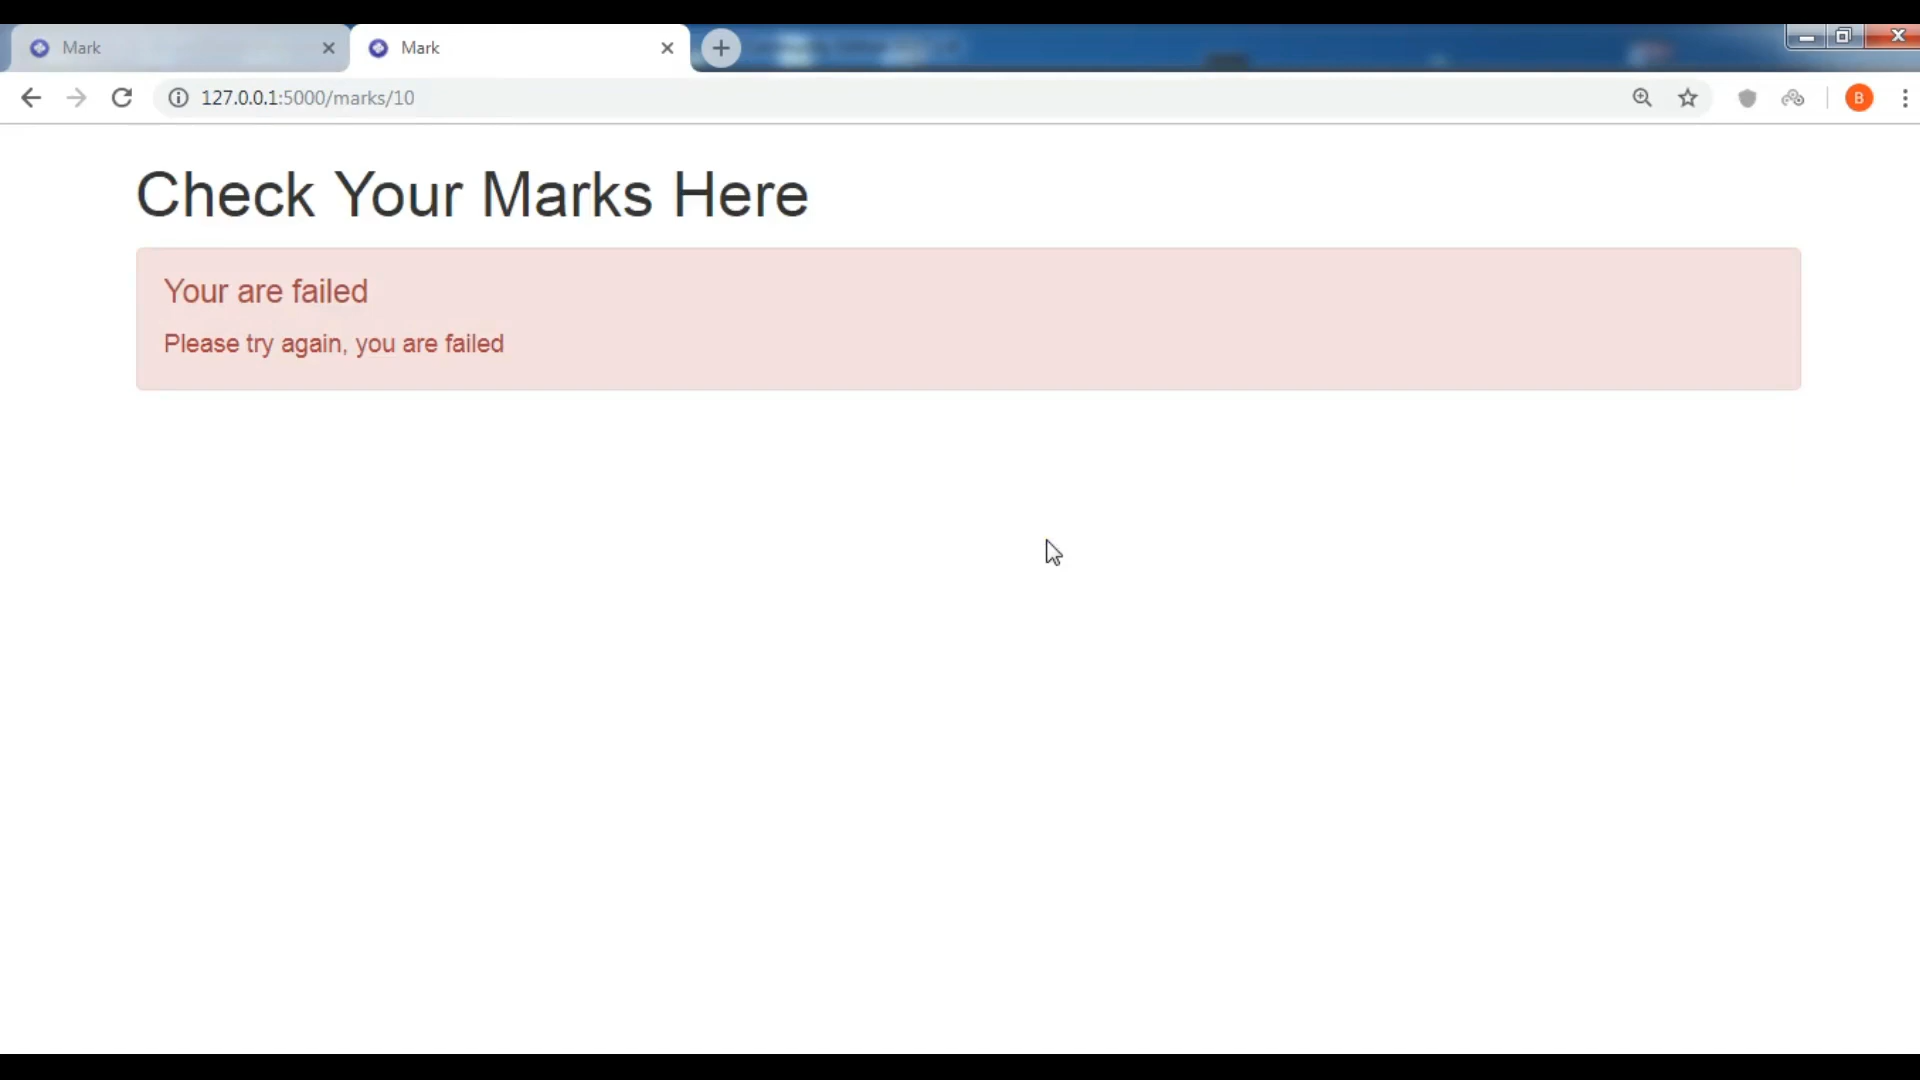 Mark
Mark
127.0.0.1:5000/marks/10
B
Check Your Marks Here
Your are failed
Please try again, you are failed